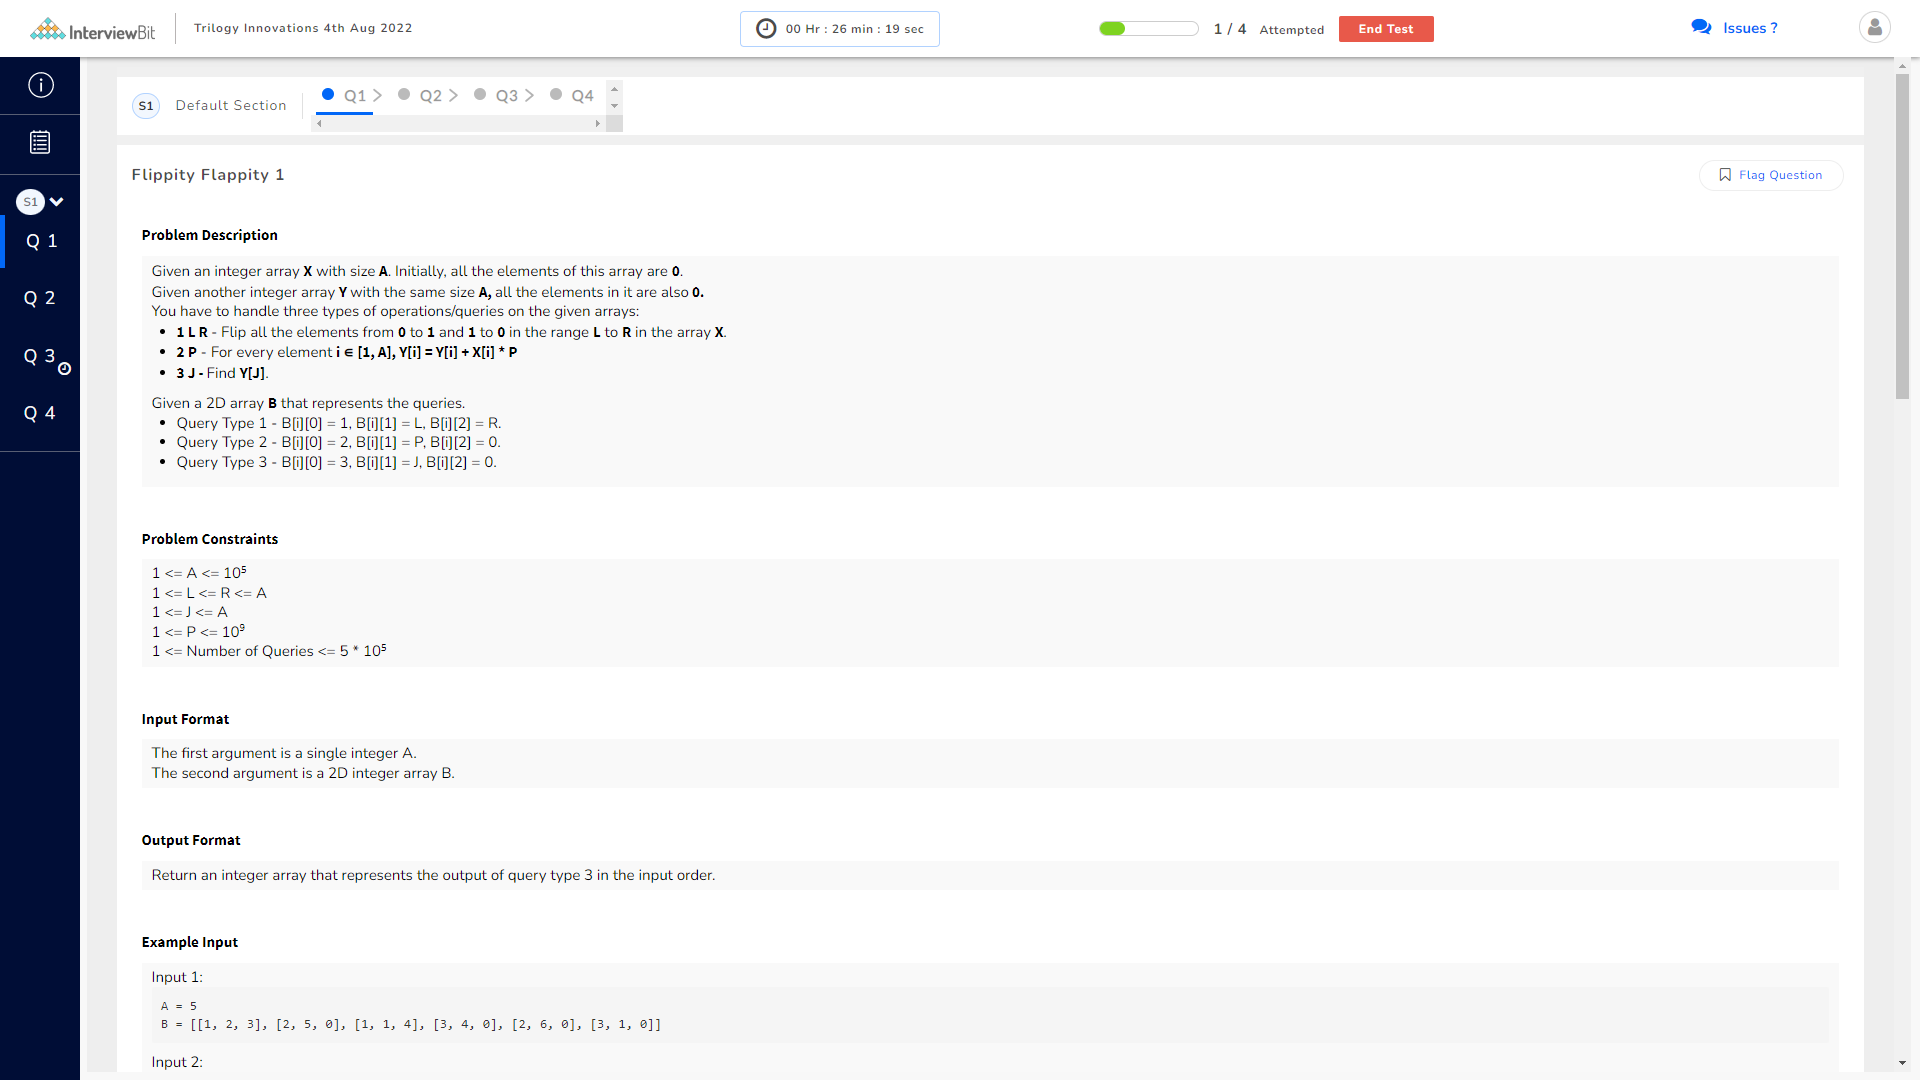 InterviewBit
Trilogy Innovations 4th Aug 2022
00 Hr : 26 min : 19 sec
1 / 4 Attempted
End Test
Issues ?
S1 Default Section
Q1 Q2 Q3 Q4
S1
Q 1
Q 2
Q 3
Q 4
Flippity Flappity 1
Flag Question
Problem Description
Given an integer array X with size A. Initially, all the elements of this array are 0.
Given another integer array Y with the same size A, all the elements in it are also 0.
You have to handle three types of operations/queries on the given arrays:
• 1 L R - Flip all the elements from 0 to 1 and 1 to 0 in the range L to R in the array X.
• 2 P - For every element i ∈ [1, A], Y[i] = Y[i] + X[i] * P
• 3 J - Find Y[J].
Given a 2D array B that represents the queries.
• Query Type 1 - B[i][0] = 1, B[i][1] = L, B[i][2] = R.
• Query Type 2 - B[i][0] = 2, B[i][1] = P, B[i][2] = 0.
• Query Type 3 - B[i][0] = 3, B[i][1] = J, B[i][2] = 0.
Problem Constraints
1 <= A <= 10⁵
1 <= L <= R <= A
1 <= J <= A
1 <= P <= 10⁹
1 <= Number of Queries <= 5 * 10⁵
Input Format
The first argument is a single integer A.
The second argument is a 2D integer array B.
Output Format
Return an integer array that represents the output of query type 3 in the input order.
Example Input
Input 1:
A = 5
B = [[1, 2, 3], [2, 5, 0], [1, 1, 4], [3, 4, 0], [2, 6, 0], [3, 1, 0]]
Input 2: